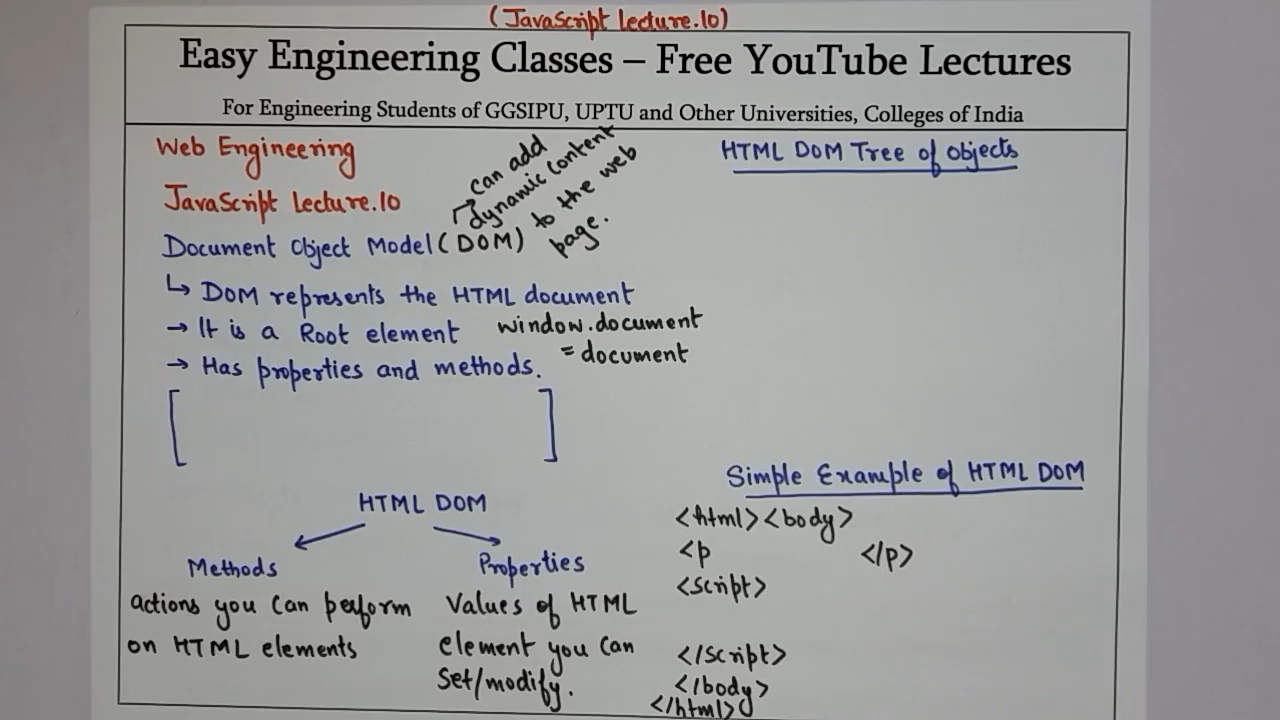 (JavaScript Lecture.10)
Easy Engineering Classes – Free YouTube Lectures
For Engineering Students of GGSIPU, UPTU and Other Universities, Colleges of India
Web Engineering
JavaScript Lecture.10
→ can add
dynamic content
to the web
page.
Document Object Model (DOM)
↳ DOM represents the HTML document
→ It is a Root element
window.document
= document
→ Has properties and methods.
[ ]
HTML DOM
Methods
actions you can perform
on HTML elements
Properties
Values of HTML
element you can
set/modify.
HTML DOM Tree of Objects
Simple Example of HTML DOM
<html><body>
<p </p>
<script>
</script>
</body>
</html>